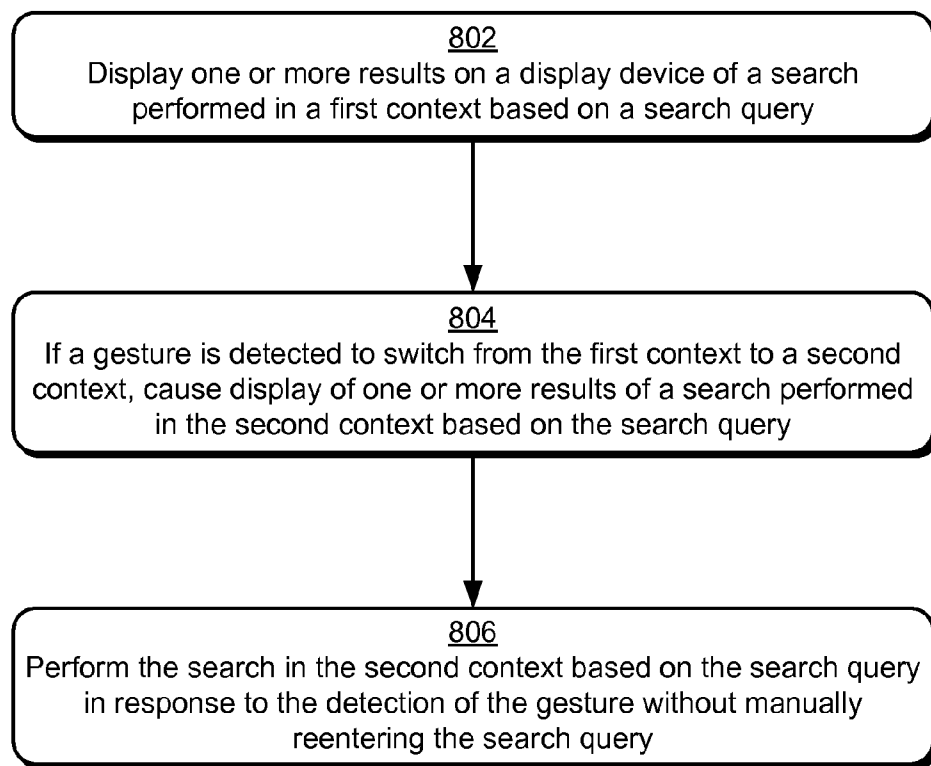 802
Display one or more results on a display device of a search
performed in a first context based on a search query
804
If a gesture is detected to switch from the first context to a second
context, cause display of one or more results of a search performed
in the second context based on the search query
806
Perform the search in the second context based on the search query
in response to the detection of the gesture without manually
reentering the search query